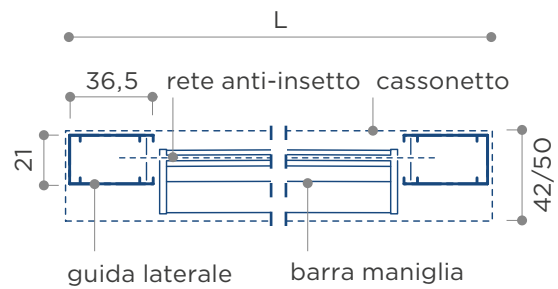 L
36,5 rete anti-insetto cassonetto
21
42/50
guida laterale barra maniglia